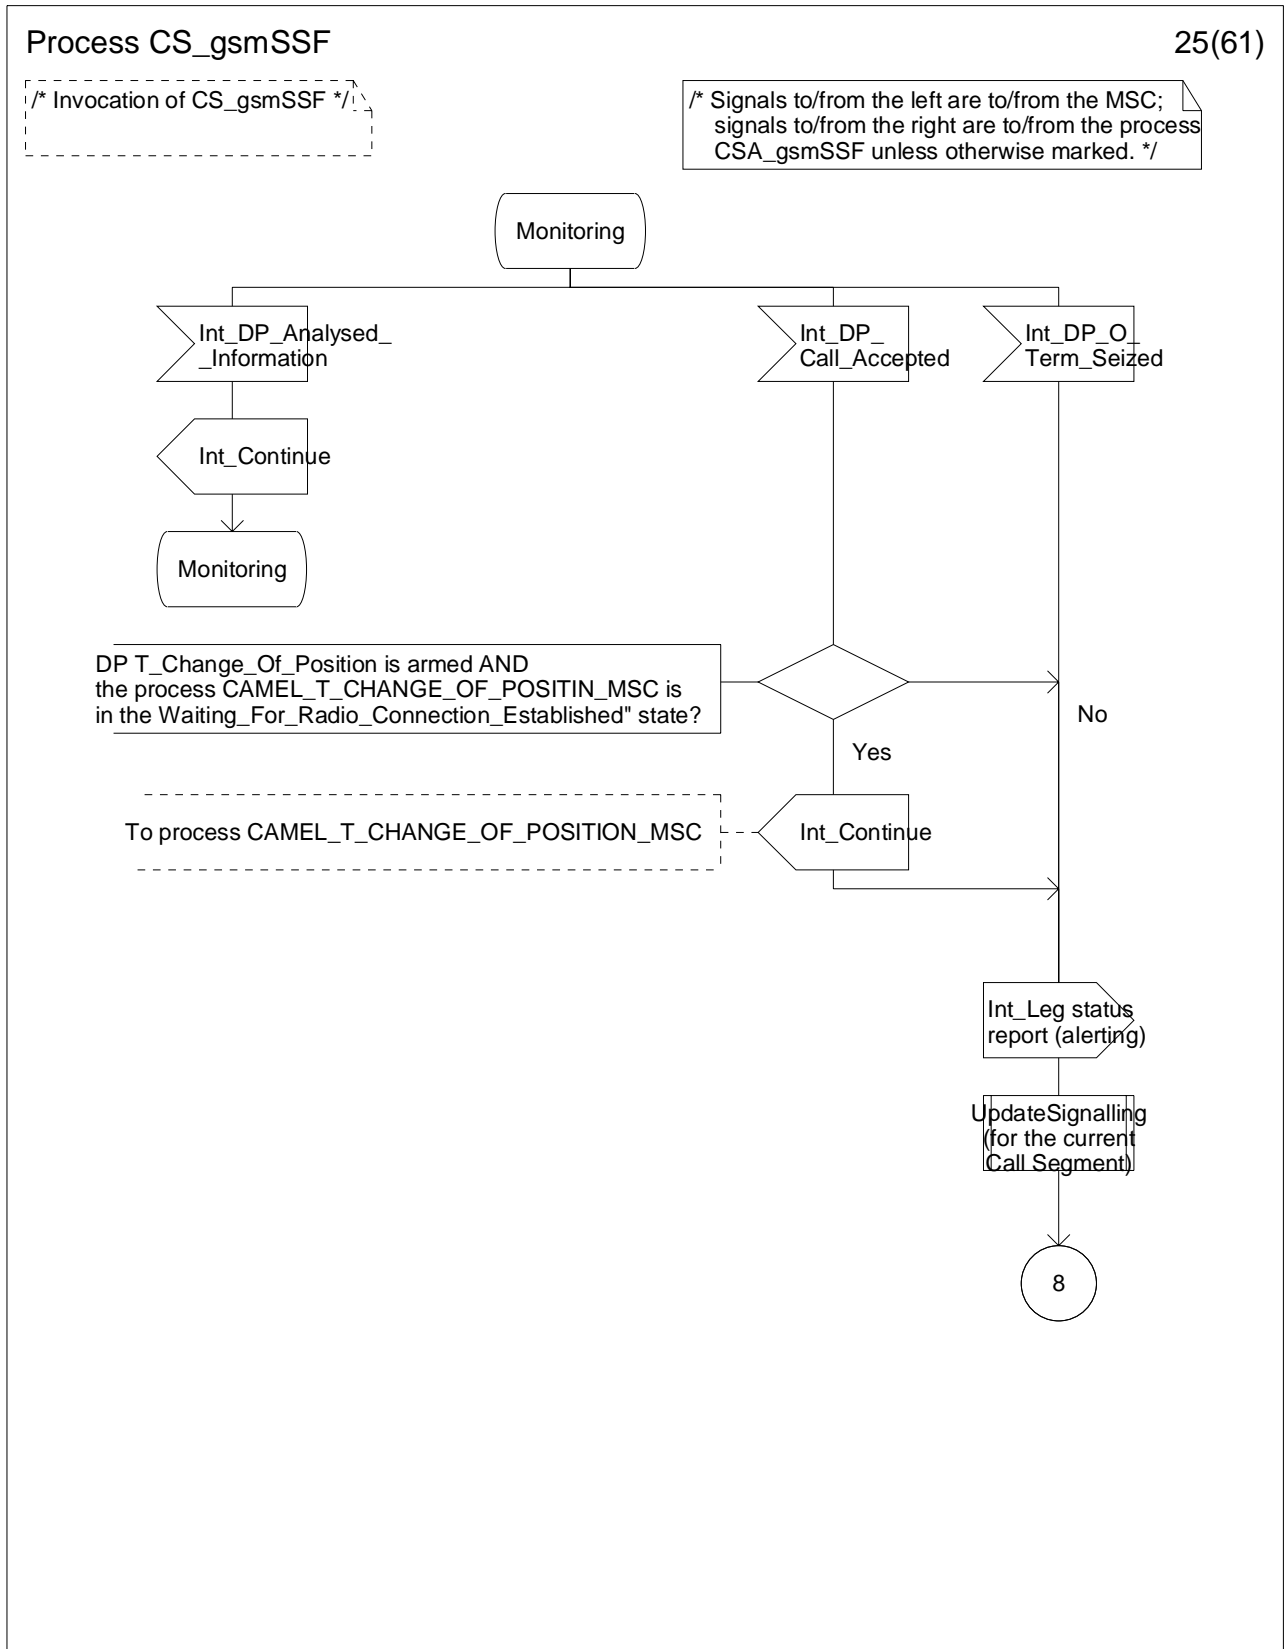 Process CS_gsmSSF
25(61)
/* Invocation of CS_gsmSSF */
/* Signals to/from the left are to/from the MSC;
signals to/from the right are to/from the process
CSA_gsmSSF unless otherwise marked. */
Monitoring
Int_DP_Analysed_
_Information
Int_DP_
Call_Accepted
Int_DP_O_
Term_Seized
Int_Continue
Monitoring
DP T_Change_Of_Position is armed AND
the process CAMEL_T_CHANGE_OF_POSITIN_MSC is
in the Waiting_For_Radio_Connection_Established" state?
No
Yes
To process CAMEL_T_CHANGE_OF_POSITION_MSC
Int_Continue
Int_Leg status
report (alerting)
UpdateSignalling
(for the current
Call Segment)
8